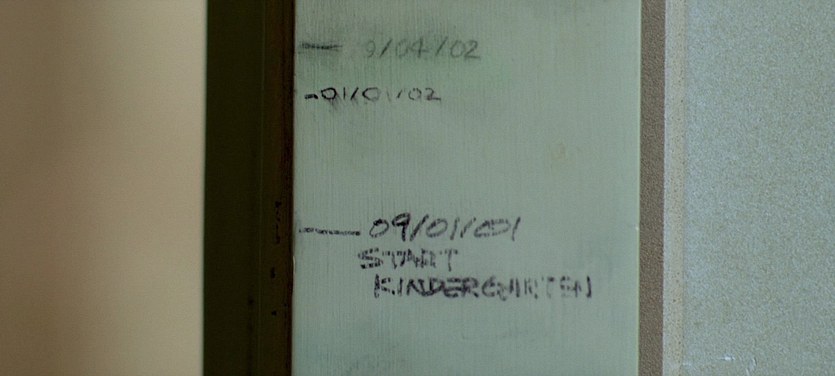 — 9/04/02
- 01/01/02
— 09/01/01
START
KINDERGARTEN